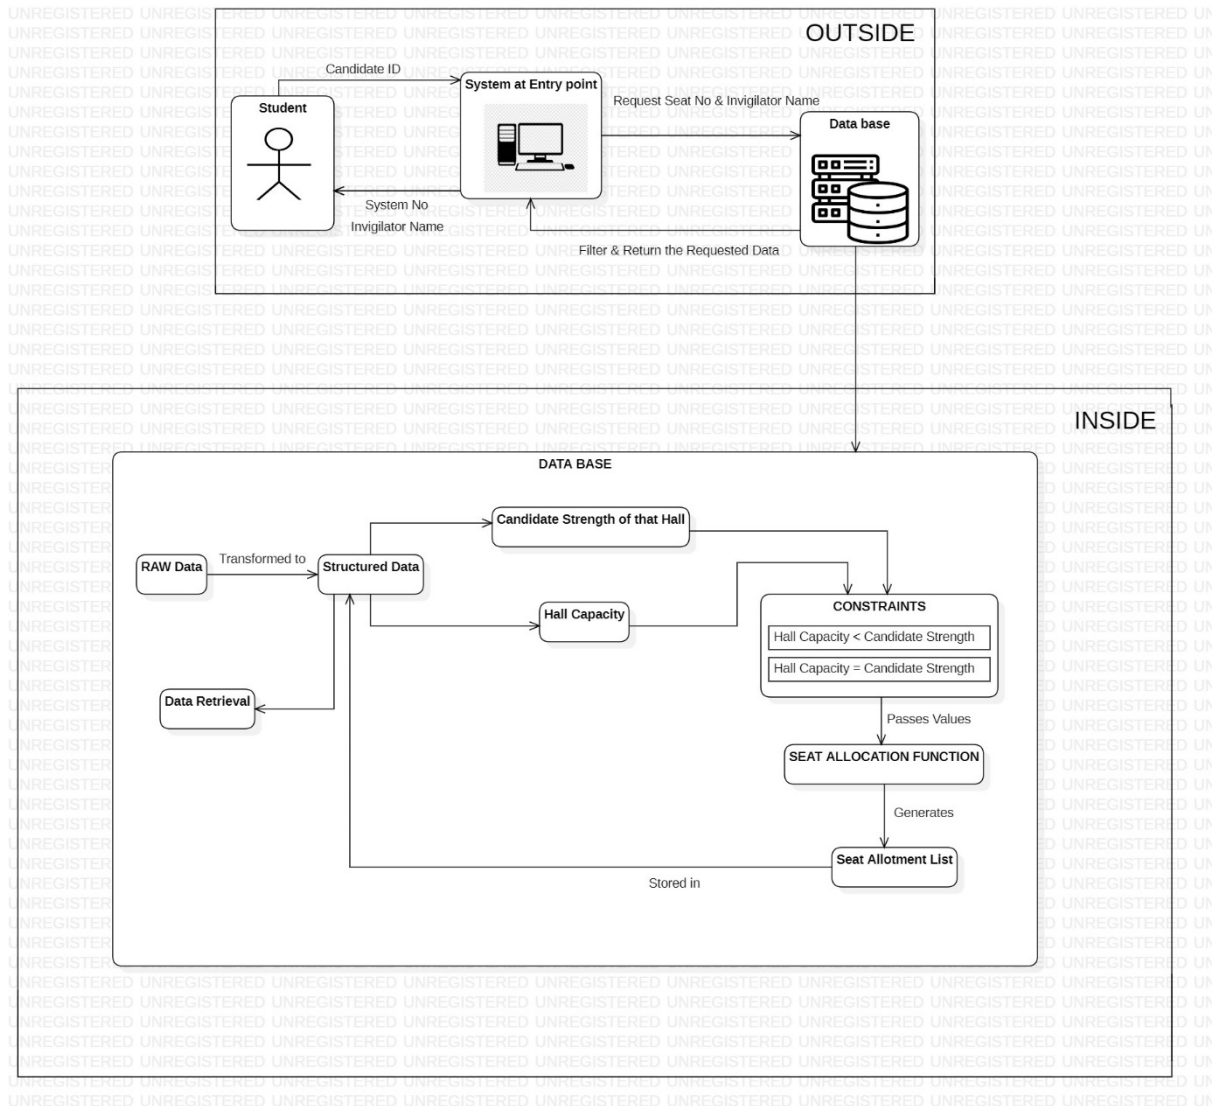 OUTSIDE
Candidate ID
System at Entry point
Student
Request Seat No & Invigilator Name
Data base
System No
Invigilator Name
Filter & Return the Requested Data
INSIDE
DATA BASE
Candidate Strength of that Hall
RAW Data
Transformed to
Structured Data
Hall Capacity
CONSTRAINTS
Hall Capacity < Candidate Strength
Hall Capacity = Candidate Strength
Data Retrieval
Passes Values
SEAT ALLOCATION FUNCTION
Generates
Seat Allotment List
Stored in
UNREGISTERED